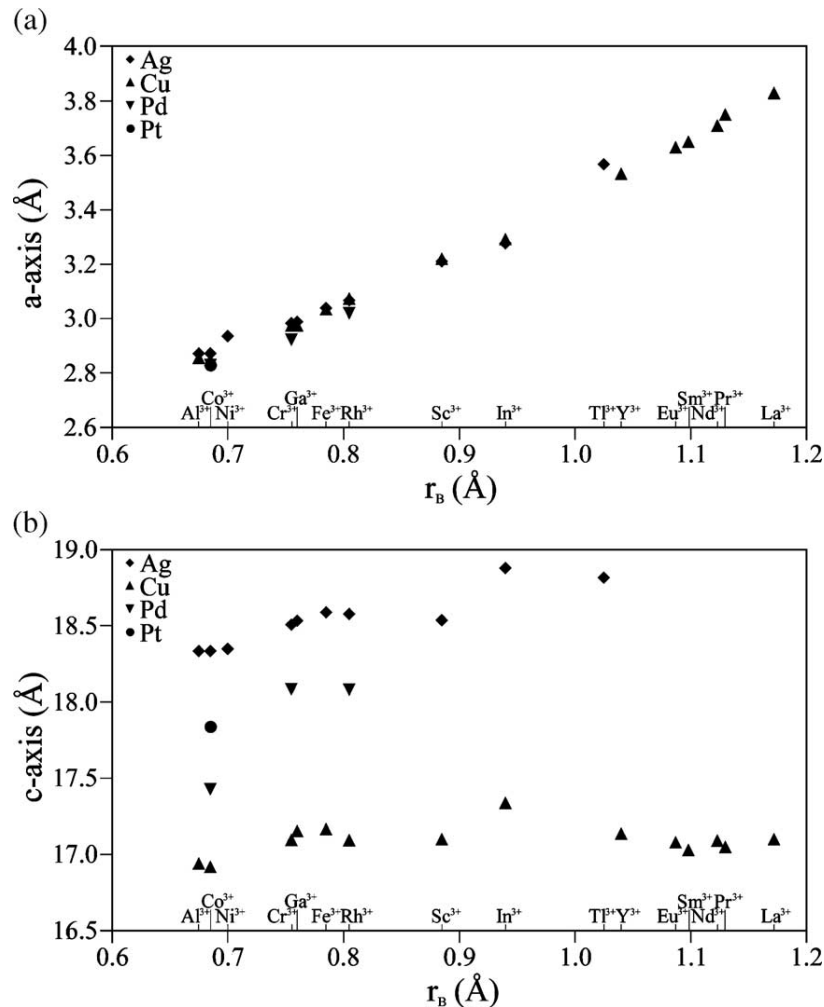 (a)
4.0
3.8
3.6
3.4
3.2
3.0
2.8
2.6
a-axis (Å)
Ag
Cu
Pd
Pt
Co³⁺ Ga³⁺ Sm³⁺Pr³⁺
Al³⁺ Ni³⁺ Cr³⁺ Fe³⁺Rh³⁺ Sc³⁺ In³⁺ Tl³⁺Y³⁺ Eu³⁺ Nd³⁺ La³⁺
0.6 0.7 0.8 0.9 1.0 1.1 1.2
r_B (Å)
(b)
19.0
18.5
18.0
17.5
17.0
16.5
c-axis (Å)
Ag
Cu
Pd
Pt
Co³⁺ Ga³⁺ Sm³⁺Pr³⁺
Al³⁺ Ni³⁺ Cr³⁺ Fe³⁺Rh³⁺ Sc³⁺ In³⁺ Tl³⁺Y³⁺ Eu³⁺ Nd³⁺ La³⁺
0.6 0.7 0.8 0.9 1.0 1.1 1.2
r_B (Å)